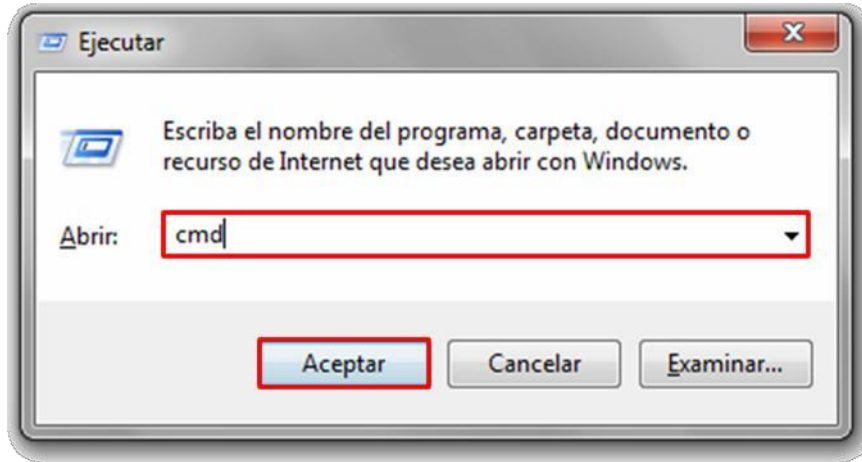 Ejecutar
Escriba el nombre del programa, carpeta, documento o
recurso de Internet que desea abrir con Windows.
Abrir: cmd
Aceptar Cancelar Examinar...